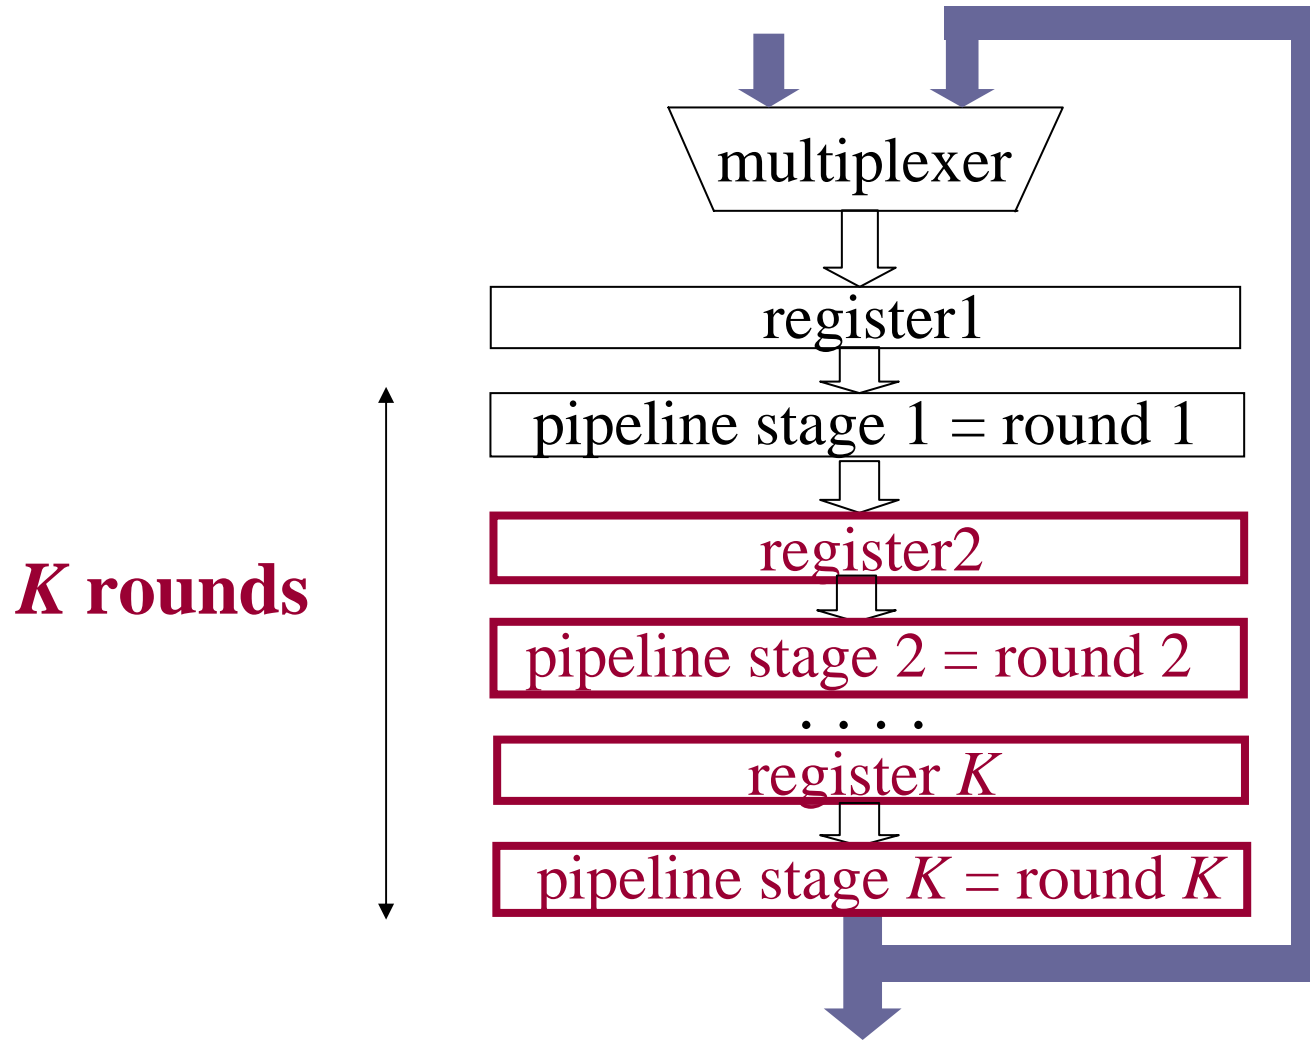 multiplexer
register1
pipeline stage 1 = round 1
register2
K rounds
pipeline stage 2 = round 2
. . . .
register K
pipeline stage K = round K